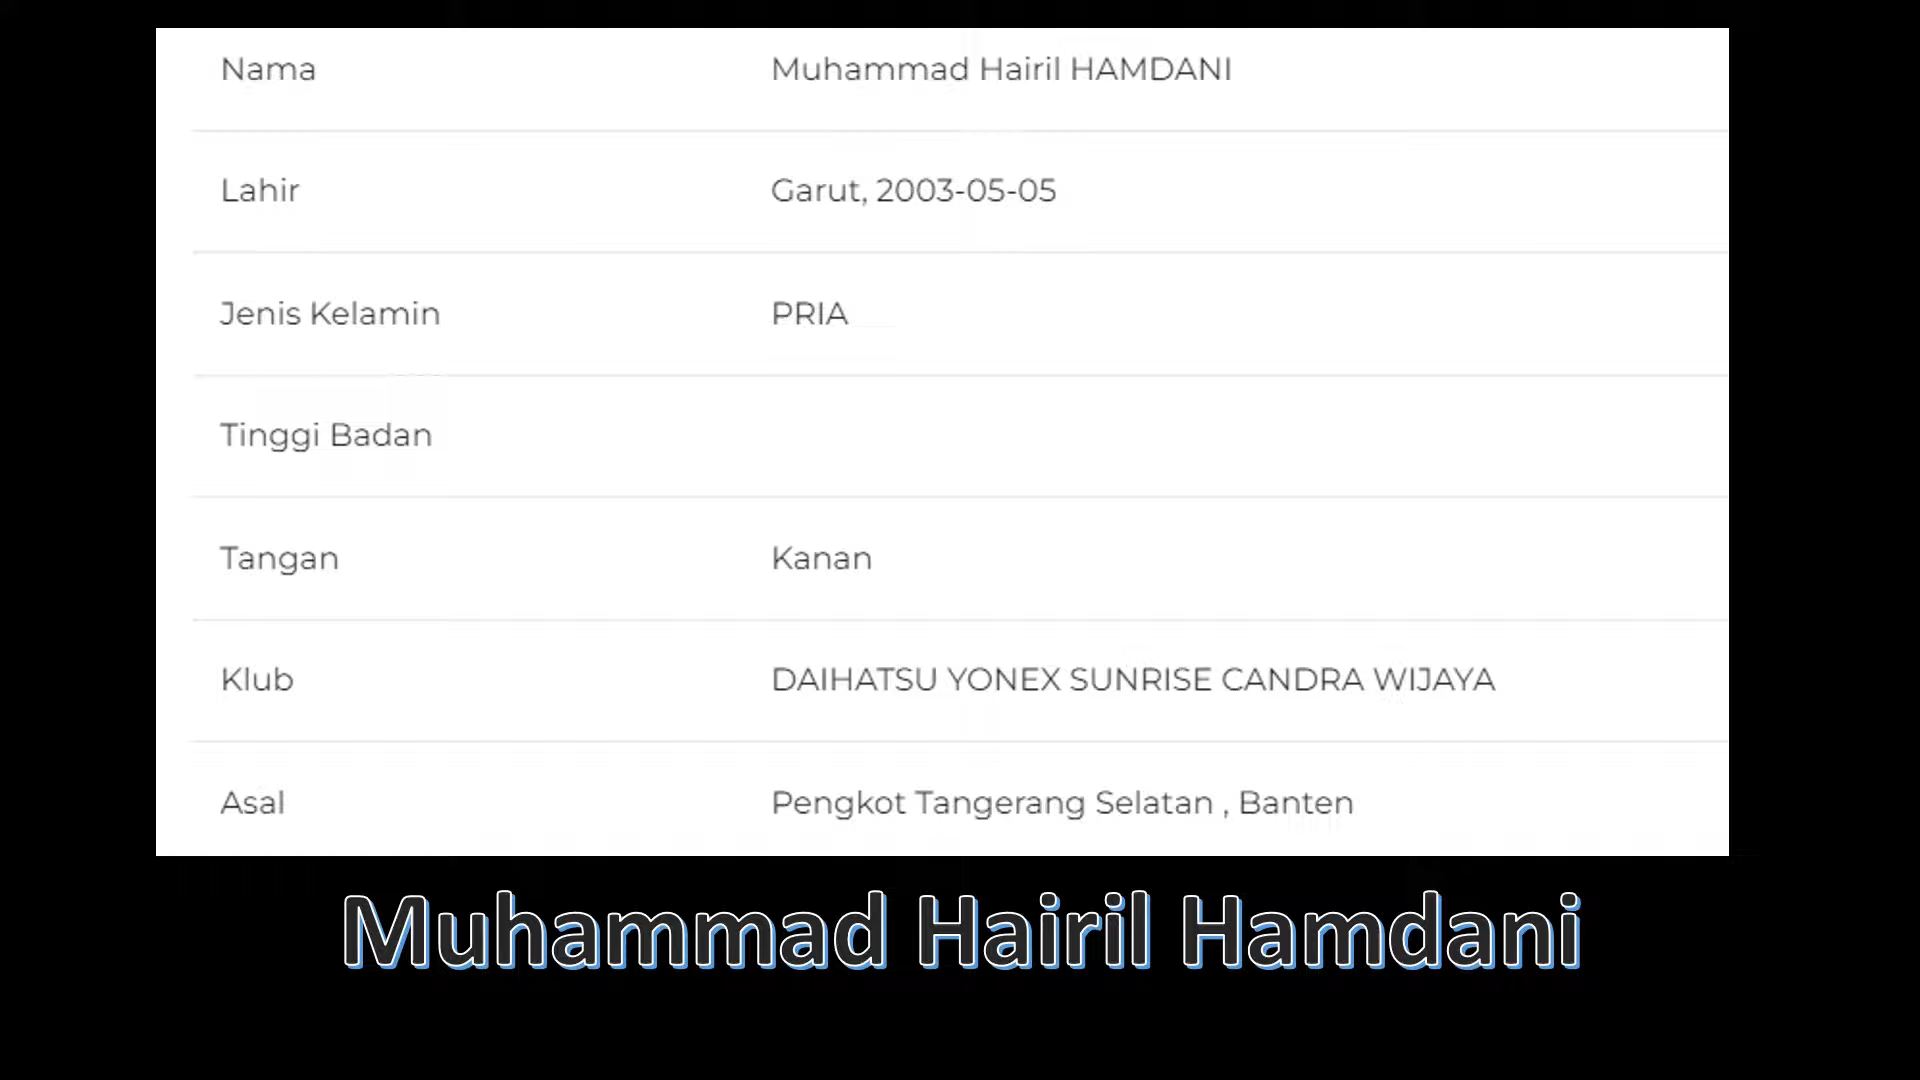 Nama Muhammad Hairil HAMDANI
Lahir Garut, 2003-05-05
Jenis Kelamin PRIA
Tinggi Badan
Tangan Kanan
Klub DAIHATSU YONEX SUNRISE CANDRA WIJAYA
Asal Pengkot Tangerang Selatan , Banten
Muhammad Hairil Hamdani